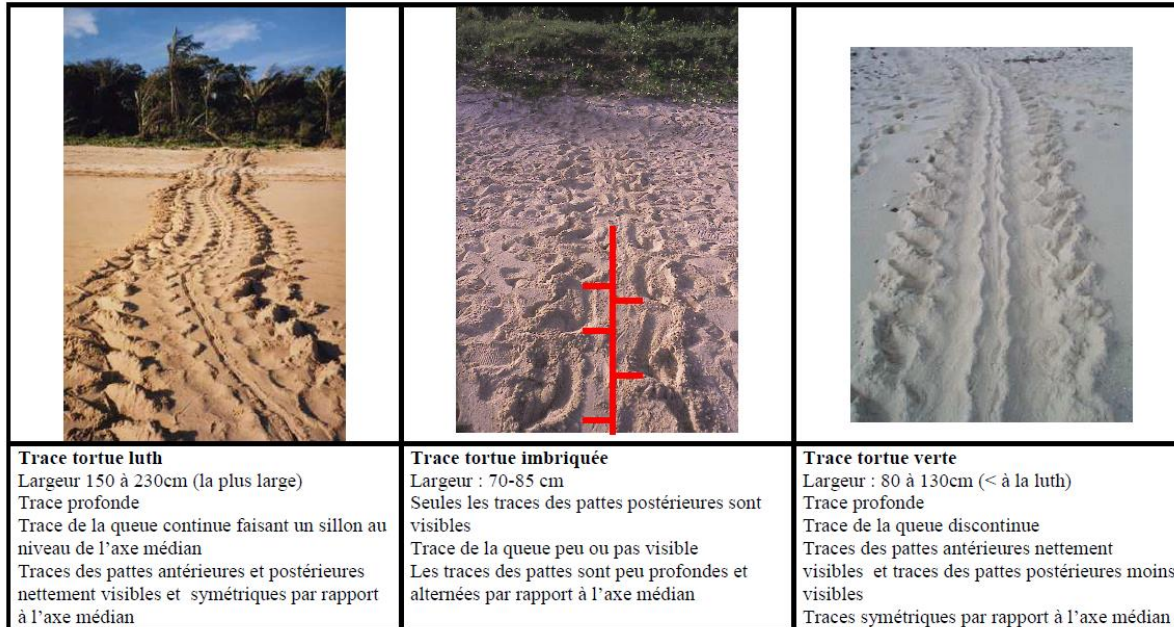 Trace tortue luth
Largeur 150 à 230cm (la plus large)
Trace profonde
Trace de la queue continue faisant un sillon au
niveau de l’axe médian
Traces des pattes antérieures et postérieures
nettement visibles et symétriques par rapport
à l’axe médian
Trace tortue imbriquée
Largeur : 70-85 cm
Seules les traces des pattes postérieures sont
visibles
Trace de la queue peu ou pas visible
Les traces des pattes sont peu profondes et
alternées par rapport à l’axe médian
Trace tortue verte
Largeur : 80 à 130cm (< à la luth)
Trace profonde
Trace de la queue discontinue
Traces des pattes antérieures nettement
visibles et traces des pattes postérieures moins
visibles
Traces symétriques par rapport à l’axe médian